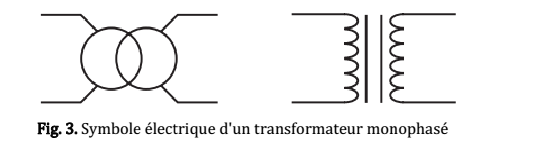 Fig. 3. Symbole électrique d'un transformateur monophasé